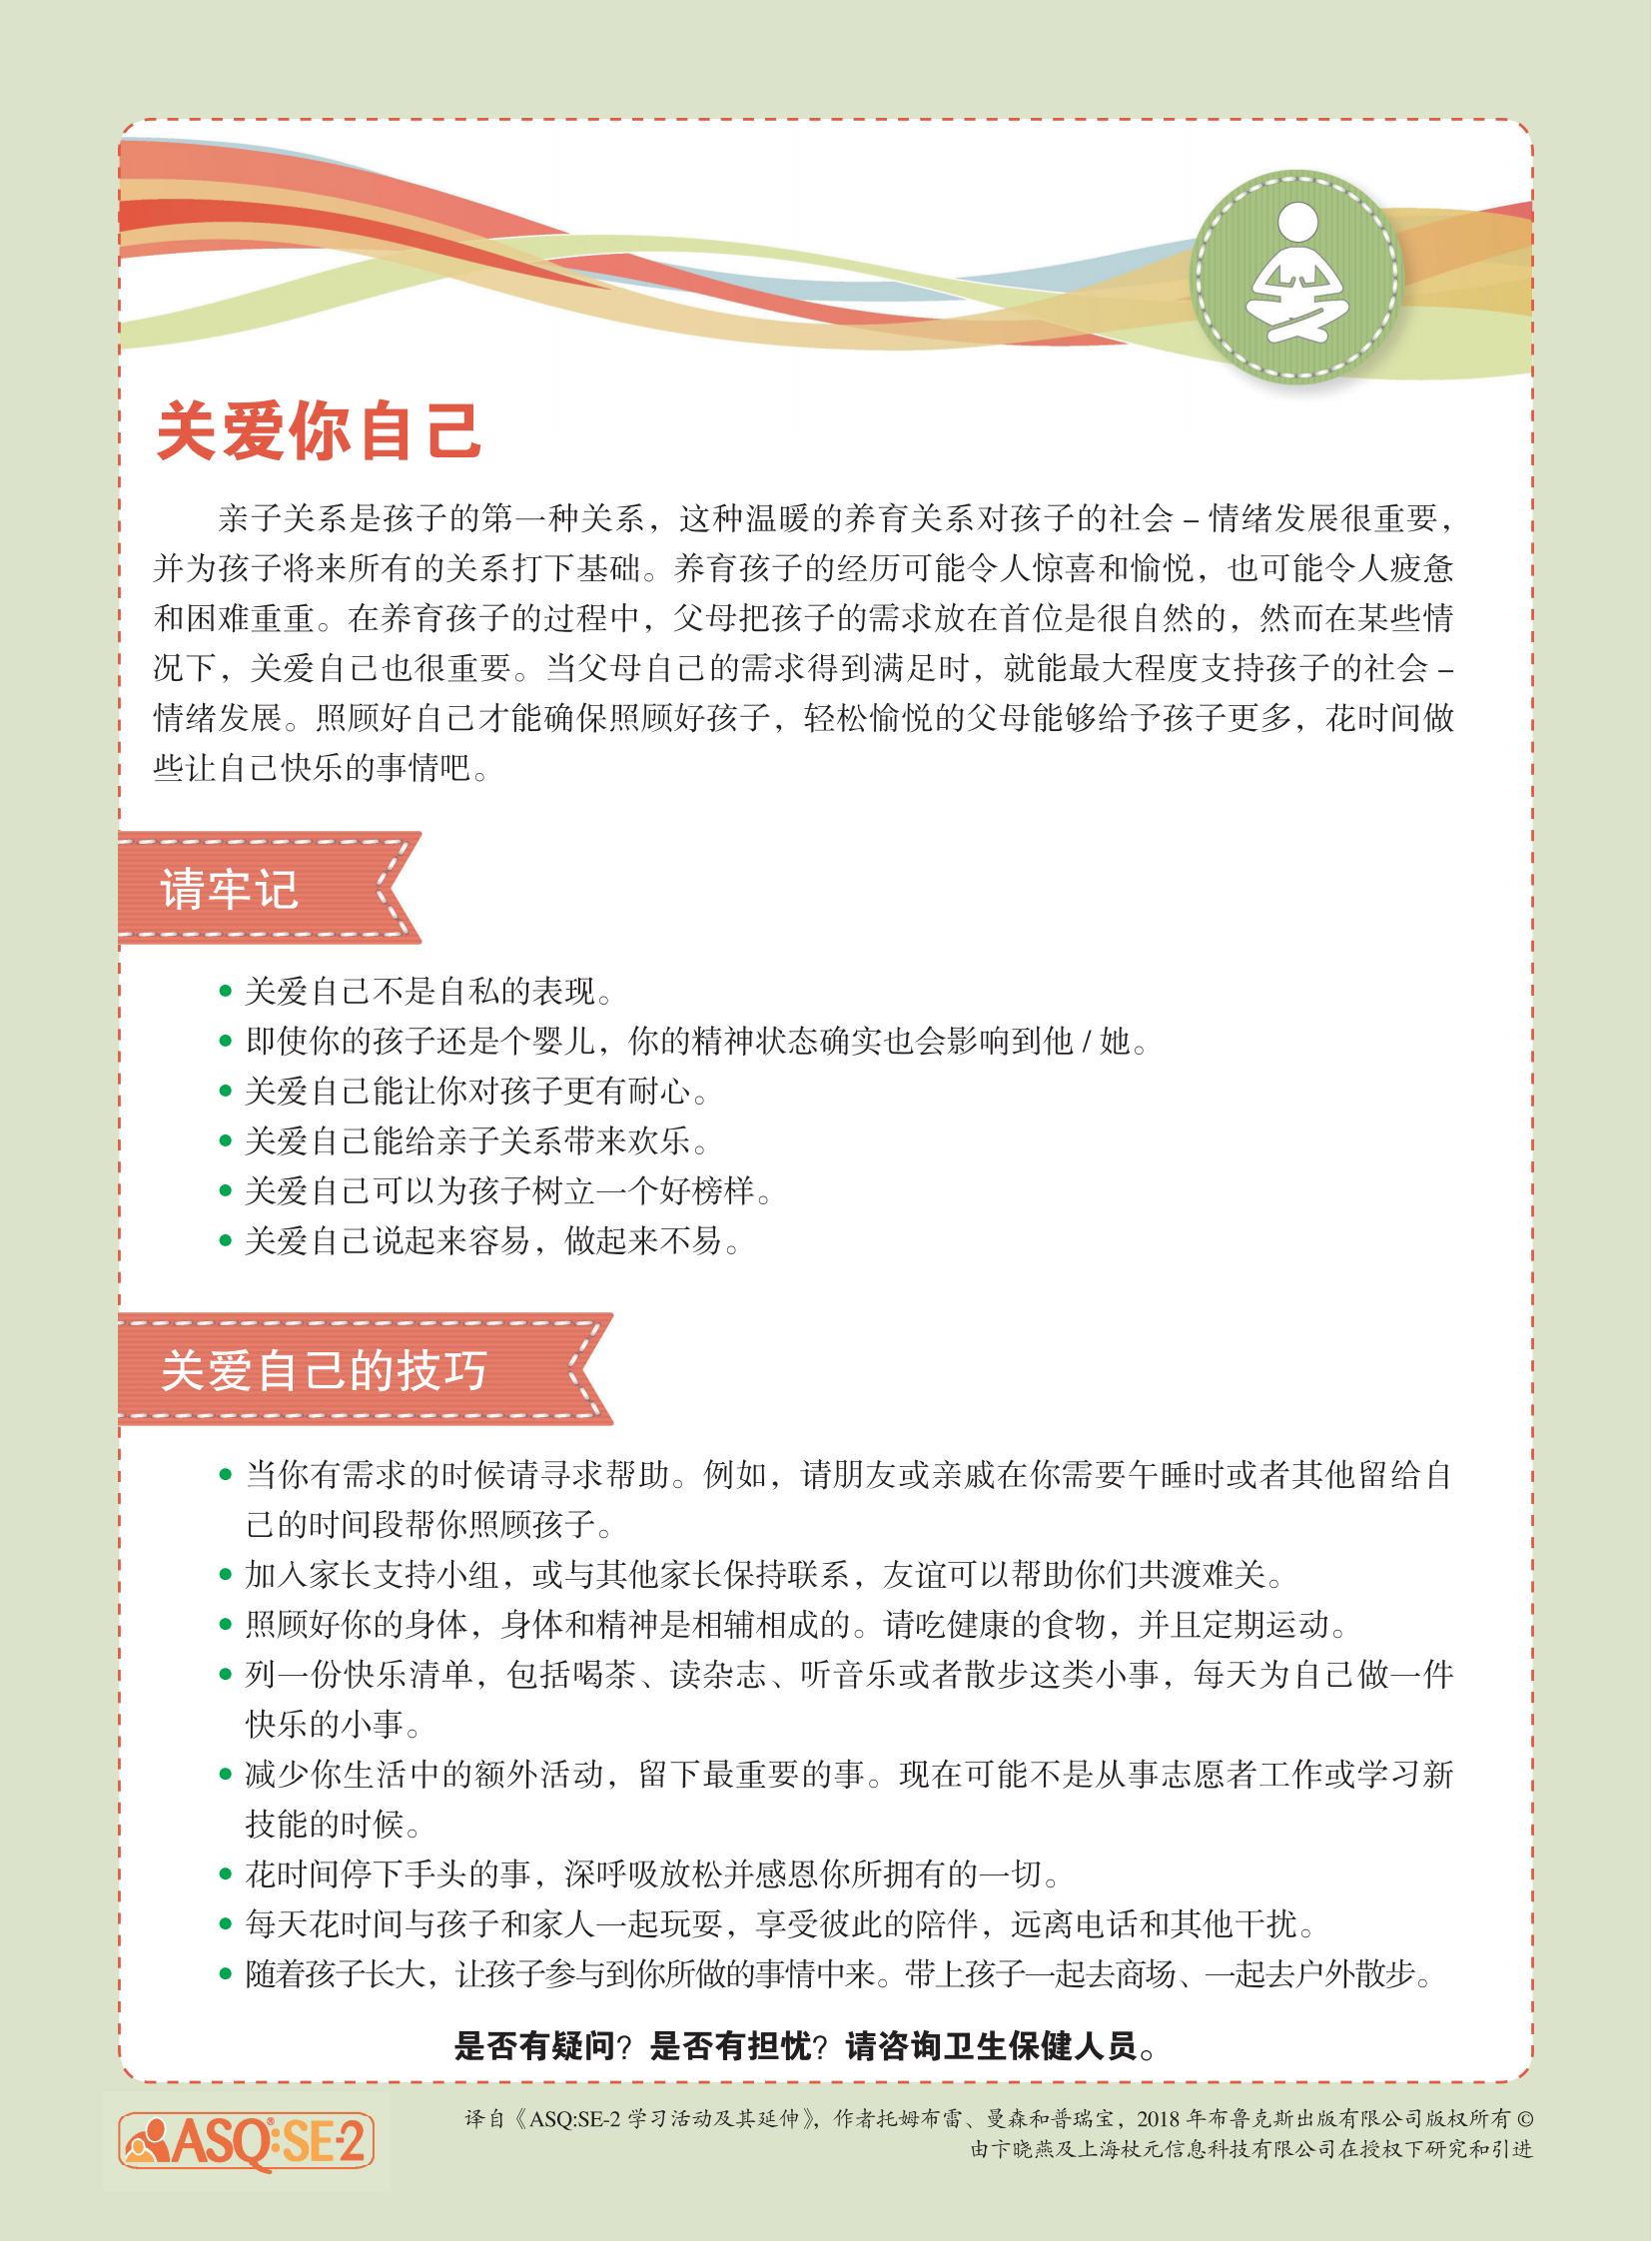 关爱你自己
亲子关系是孩子的第一种关系，这种温暖的养育关系对孩子的社会 – 情绪发展很重要，
并为孩子将来所有的关系打下基础。养育孩子的经历可能令人惊喜和愉悦，也可能令人疲惫
和困难重重。在养育孩子的过程中，父母把孩子的需求放在首位是很自然的，然而在某些情
况下，关爱自己也很重要。当父母自己的需求得到满足时，就能最大程度支持孩子的社会 –
情绪发展。照顾好自己才能确保照顾好孩子，轻松愉悦的父母能够给予孩子更多，花时间做
些让自己快乐的事情吧。
请牢记
• 关爱自己不是自私的表现。
• 即使你的孩子还是个婴儿，你的精神状态确实也会影响到他 / 她。
• 关爱自己能让你对孩子更有耐心。
• 关爱自己能给亲子关系带来欢乐。
• 关爱自己可以为孩子树立一个好榜样。
• 关爱自己说起来容易，做起来不易。
关爱自己的技巧
• 当你有需求的时候请寻求帮助。例如，请朋友或亲戚在你需要午睡时或者其他留给自
己的时间段帮你照顾孩子。
• 加入家长支持小组，或与其他家长保持联系，友谊可以帮助你们共渡难关。
• 照顾好你的身体，身体和精神是相辅相成的。请吃健康的食物，并且定期运动。
• 列一份快乐清单，包括喝茶、读杂志、听音乐或者散步这类小事，每天为自己做一件
快乐的小事。
• 减少你生活中的额外活动，留下最重要的事。现在可能不是从事志愿者工作或学习新
技能的时候。
• 花时间停下手头的事，深呼吸放松并感恩你所拥有的一切。
• 每天花时间与孩子和家人一起玩耍，享受彼此的陪伴，远离电话和其他干扰。
• 随着孩子长大，让孩子参与到你所做的事情中来。带上孩子一起去商场、一起去户外散步。
是否有疑问？是否有担忧？请咨询卫生保健人员。
ASQ®:SE-2
译自《ASQ:SE-2 学习活动及其延伸》，作者托姆布雷、曼森和普瑞宝，2018 年布鲁克斯出版有限公司版权所有 ©
由卞晓燕及上海杖元信息科技有限公司在授权下研究和引进